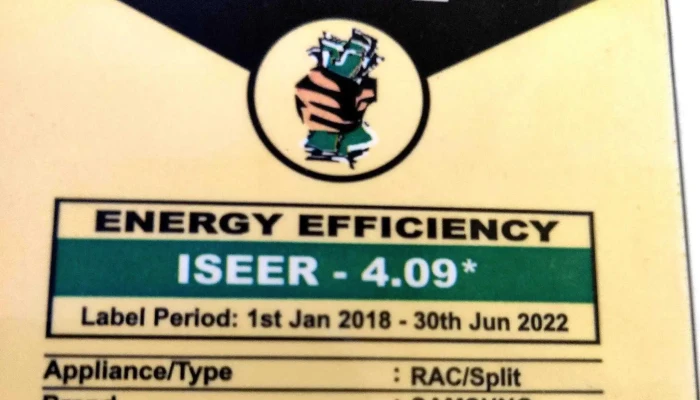 ENERGY EFFICIENCY
ISEER - 4.09*
Label Period: 1st Jan 2018 - 30th Jun 2022
Appliance/Type : RAC/Split